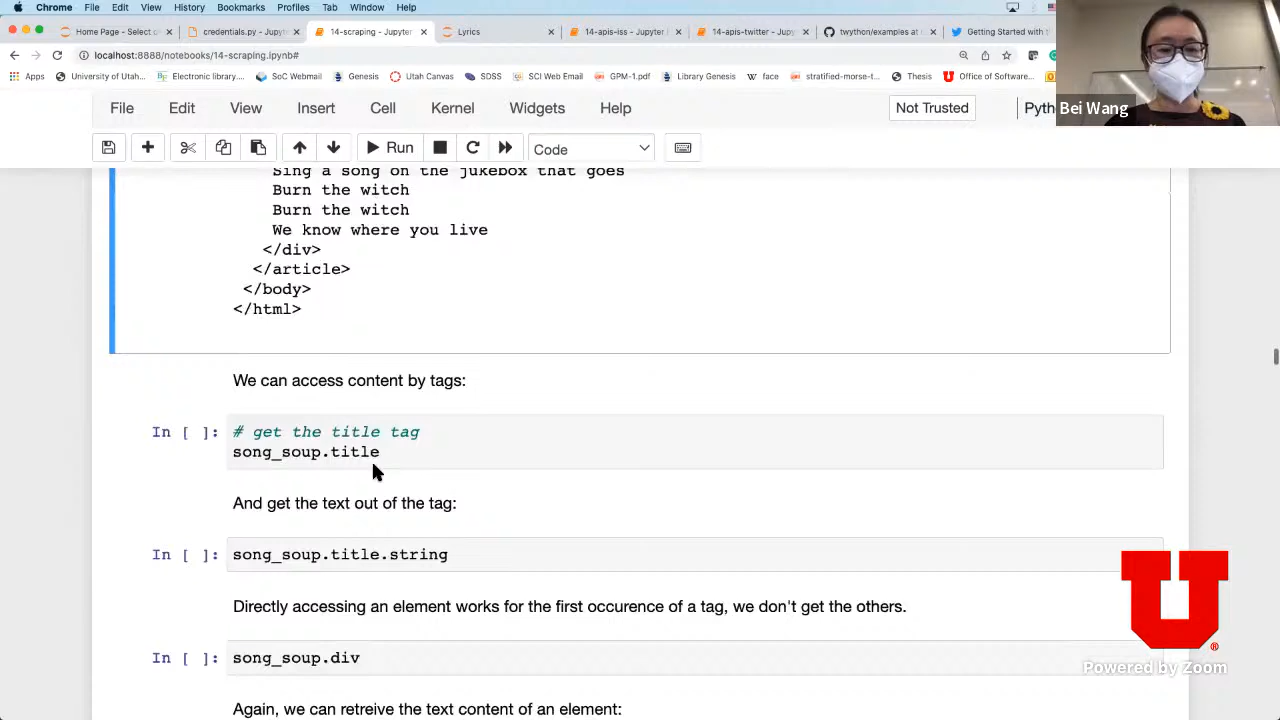 Chrome File Edit View History Bookmarks Profiles Tab Window Help
Home Page - Select or C credentials.py - Jupyter 14-scraping - Jupyter Lyrics 14-apis-iss - Jupyter 14-apis-twitter - Jupyter twython/examples at Getting Started with
localhost:8888/notebooks/14-scraping.ipynb#
Apps University of Utah... Electronic library... SoC Webmail Genesis Utah Canvas SDSS SCI Web Email GPM-1.pdf Library Genesis face stratified-morse-t... Thesis Office of Software...
File Edit View Insert Cell Kernel Widgets Help Not Trusted
Bei Wang
Run Code
Sing a song on the jukebox that goes
Burn the witch
Burn the witch
We know where you live
</div>
</article>
</body>
</html>
We can access content by tags:
In [ ]: # get the title tag
song_soup.title
And get the text out of the tag:
In [ ]: song_soup.title.string
Directly accessing an element works for the first occurence of a tag, we don't get the others.
In [ ]: song_soup.div
Powered by Zoom
Again, we can retreive the text content of an element: